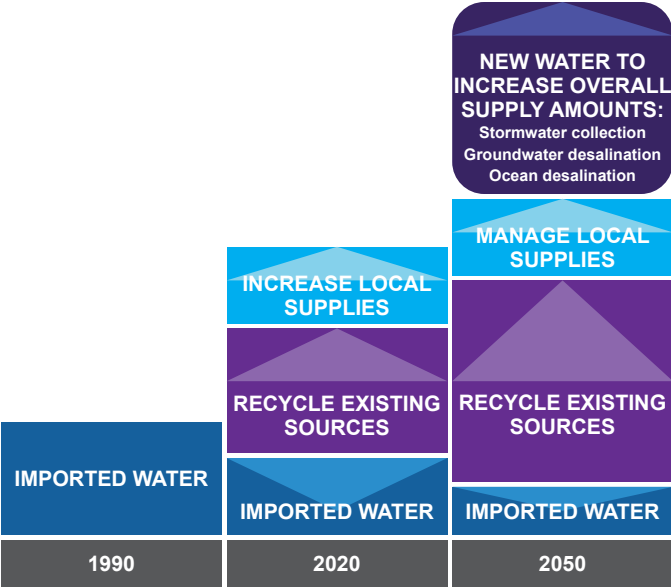 NEW WATER TO
INCREASE OVERALL
SUPPLY AMOUNTS:
Stormwater collection
Groundwater desalination
Ocean desalination
MANAGE LOCAL
SUPPLIES
INCREASE LOCAL
SUPPLIES
RECYCLE EXISTING
SOURCES
RECYCLE EXISTING
SOURCES
IMPORTED WATER
IMPORTED WATER
IMPORTED WATER
1990
2020
2050